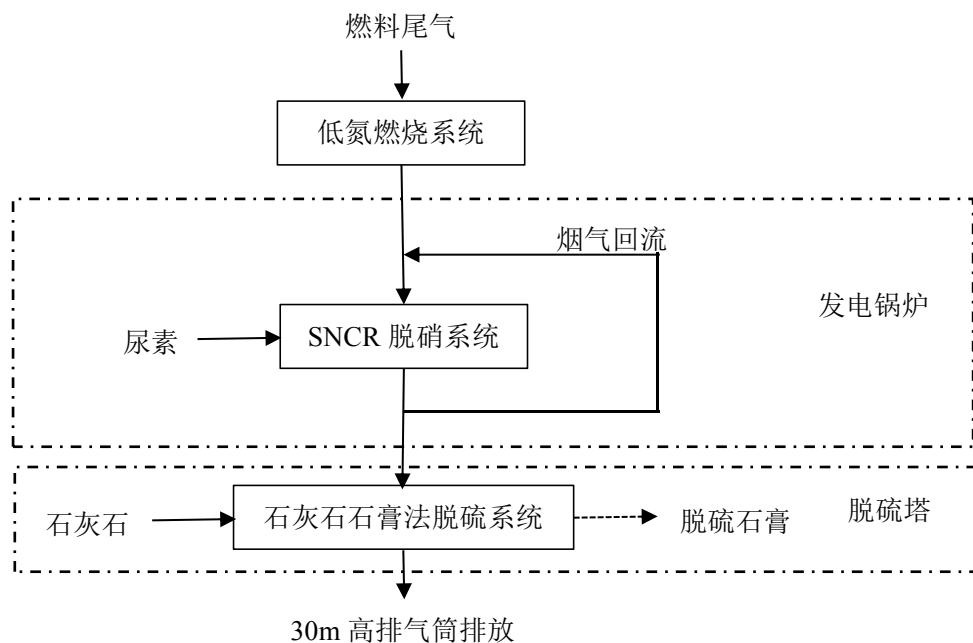 燃料尾气
低氮燃烧系统
烟气回流
发电锅炉
尿素
SNCR 脱硝系统
石灰石
石灰石石膏法脱硫系统
脱硫石膏
脱硫塔
30m 高排气筒排放